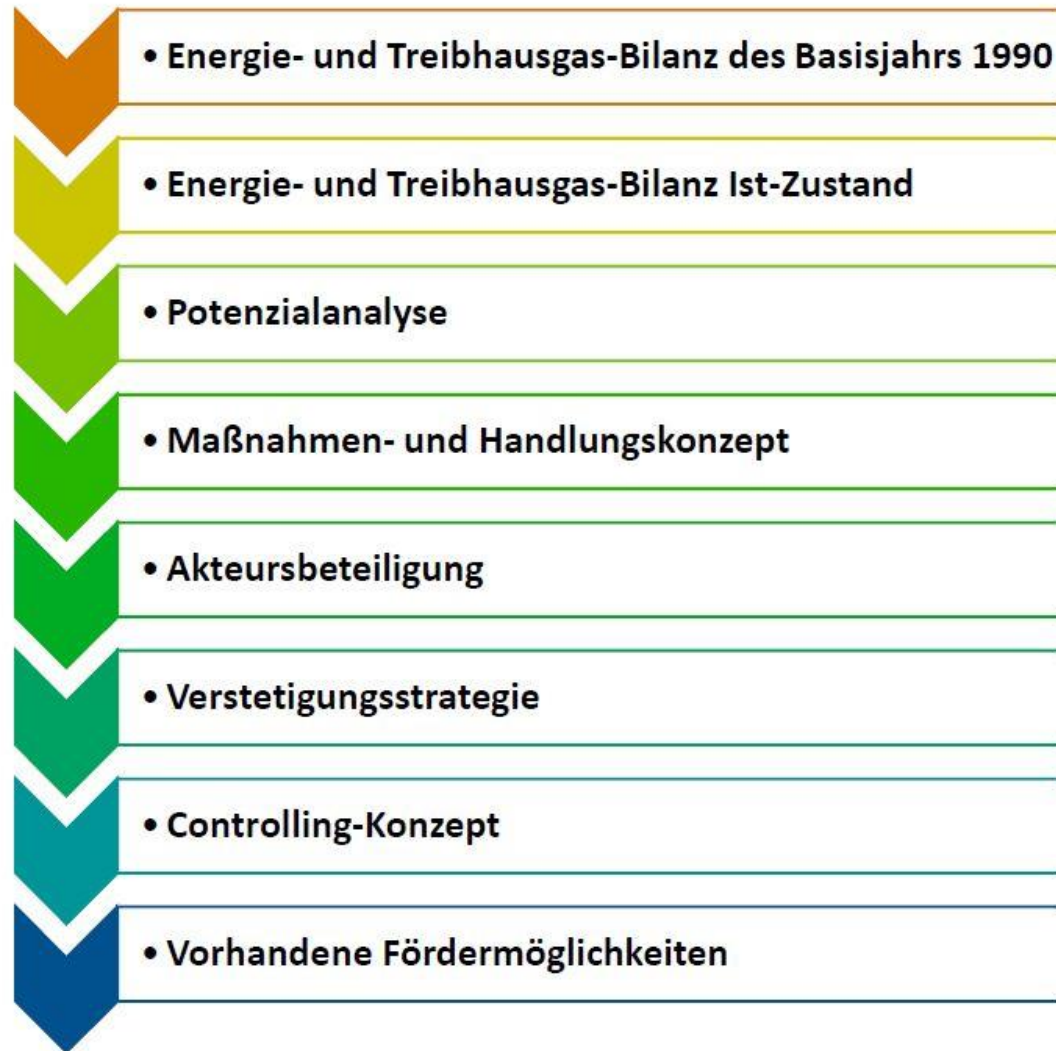 • Energie- und Treibhausgas-Bilanz des Basisjahrs 1990
• Energie- und Treibhausgas-Bilanz Ist-Zustand
• Potenzialanalyse
• Maßnahmen- und Handlungskonzept
• Akteursbeteiligung
• Verstetigungsstrategie
• Controlling-Konzept
• Vorhandene Fördermöglichkeiten